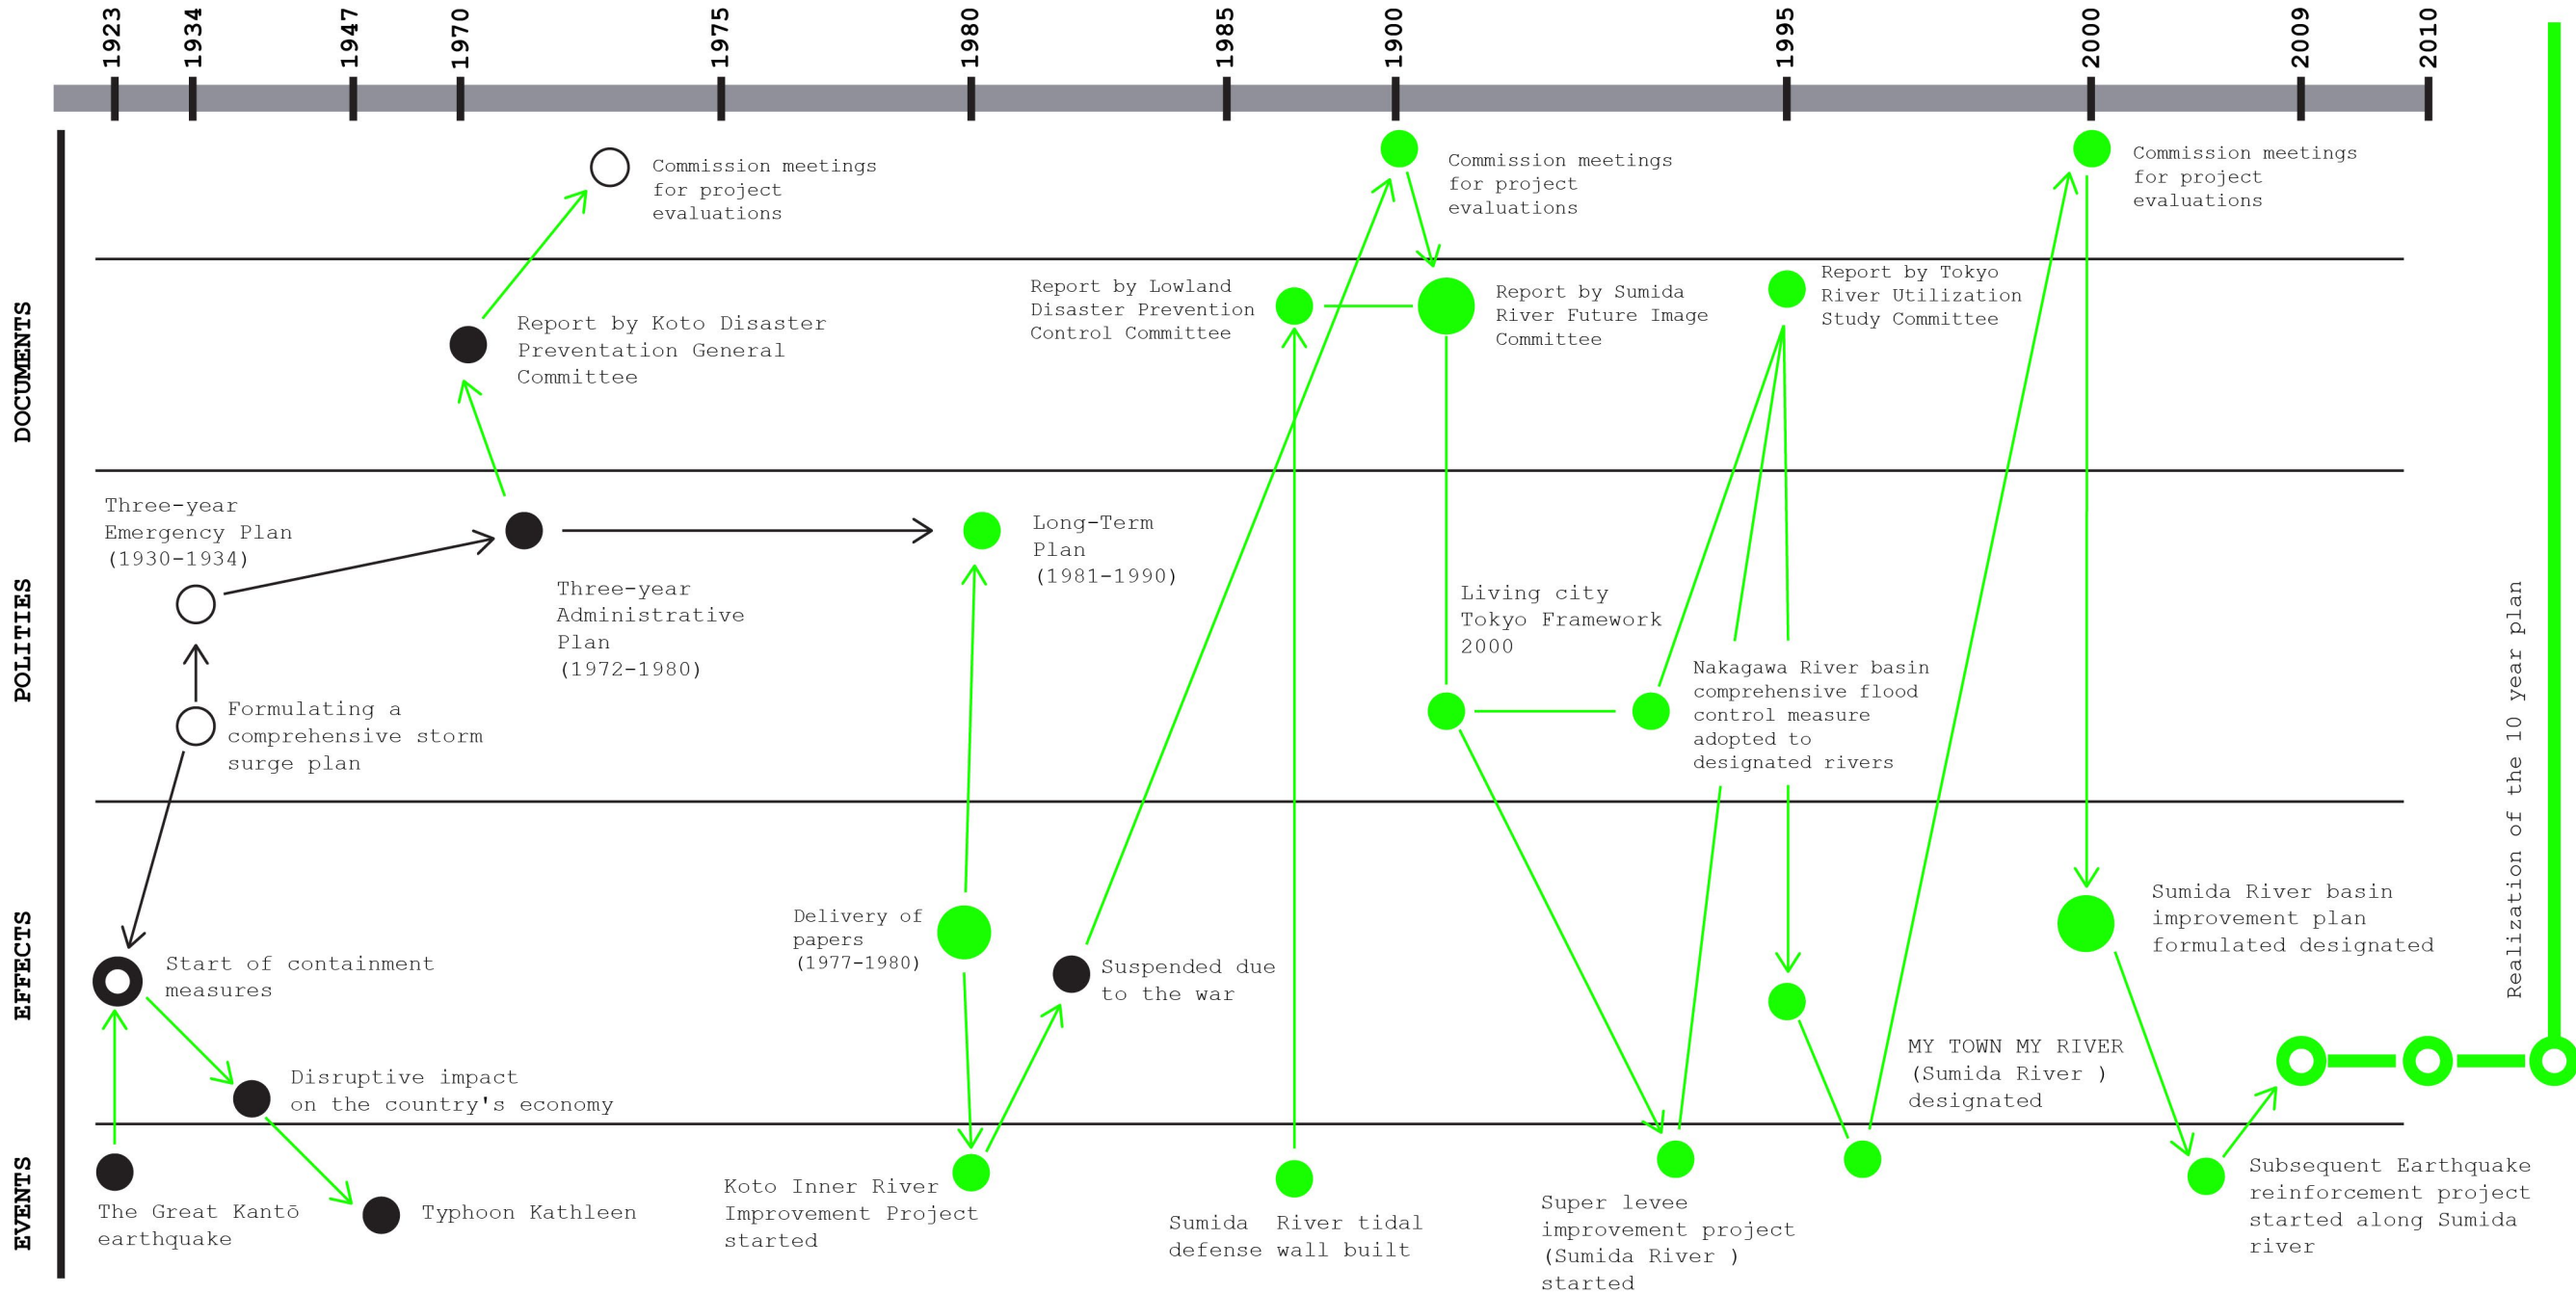 1923
1934
1947
1970
1975
1980
1985
1900
1995
2000
2009
2010
Commission meetings
for project
evaluations
Commission meetings
for project
evaluations
Commission meetings
for project
evaluations
DOCUMENTS
Report by Koto Disaster
Preventation General
Committee
Report by Lowland
Disaster Prevention
Control Committee
Report by Sumida
River Future Image
Committee
Report by Tokyo
River Utilization
Study Committee
POLITIES
Three-year
Emergency Plan
(1930-1934)
Formulating a
comprehensive storm
surge plan
Three-year
Administrative
Plan
(1972-1980)
Long-Term
Plan
(1981-1990)
Living city
Tokyo Framework
2000
Nakagawa River basin
comprehensive flood
control measure
adopted to
designated rivers
EFFECTS
Start of containment
measures
Disruptive impact
on the country's economy
Delivery of
papers
(1977-1980)
Suspended due
to the war
MY TOWN MY RIVER
(Sumida River )
designated
Sumida River basin
improvement plan
formulated designated
Realization of the 10 year plan
EVENTS
The Great Kantō
earthquake
Typhoon Kathleen
Koto Inner River
Improvement Project
started
Sumida River tidal
defense wall built
Super levee
improvement project
(Sumida River )
started
Subsequent Earthquake
reinforcement project
started along Sumida
river